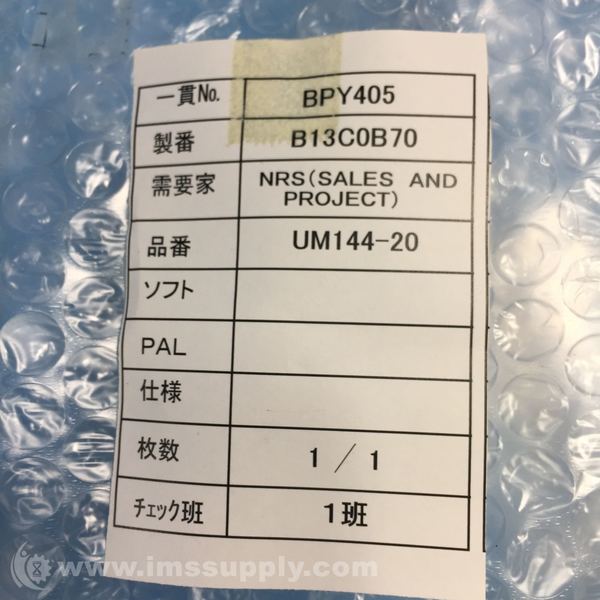 一貫No. BPY405
製番 B13C0B70
需要家 NRS(SALES AND
PROJECT)
品番 UM144-20
ソフト
PAL
仕様
枚数 1/1
チェック班 1班
www.imssupply.com